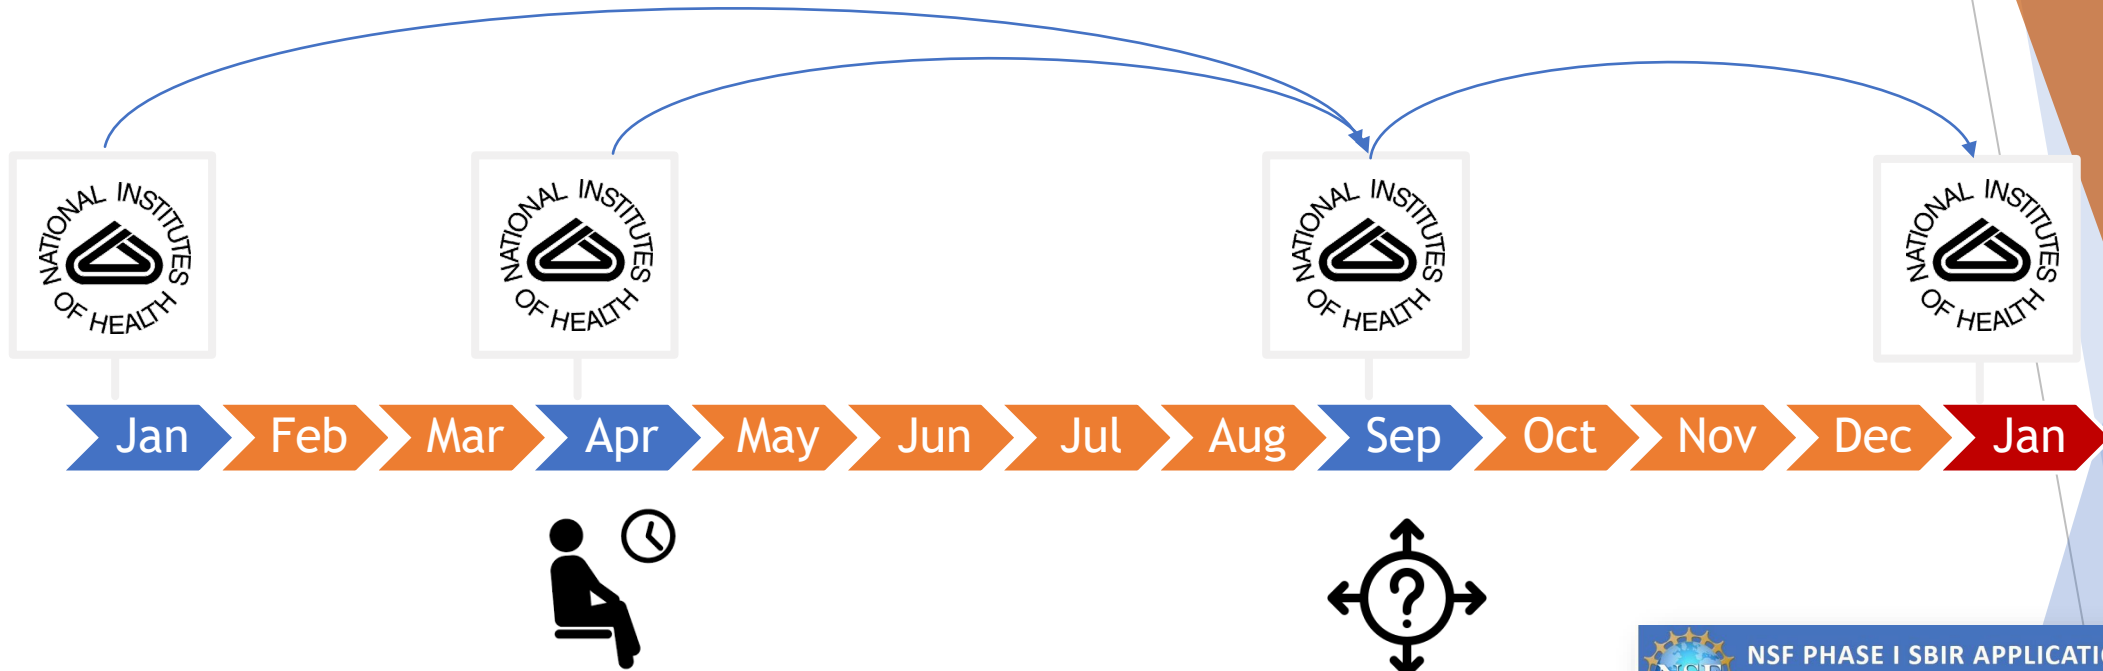 NATIONAL INSTITUTES OF HEALTH
NATIONAL INSTITUTES OF HEALTH
NATIONAL INSTITUTES OF HEALTH
NATIONAL INSTITUTES OF HEALTH
Jan Feb Mar Apr May Jun Jul Aug Sep Oct Nov Dec Jan
?
NSF PHASE I SBIR APPLICATI
NSF